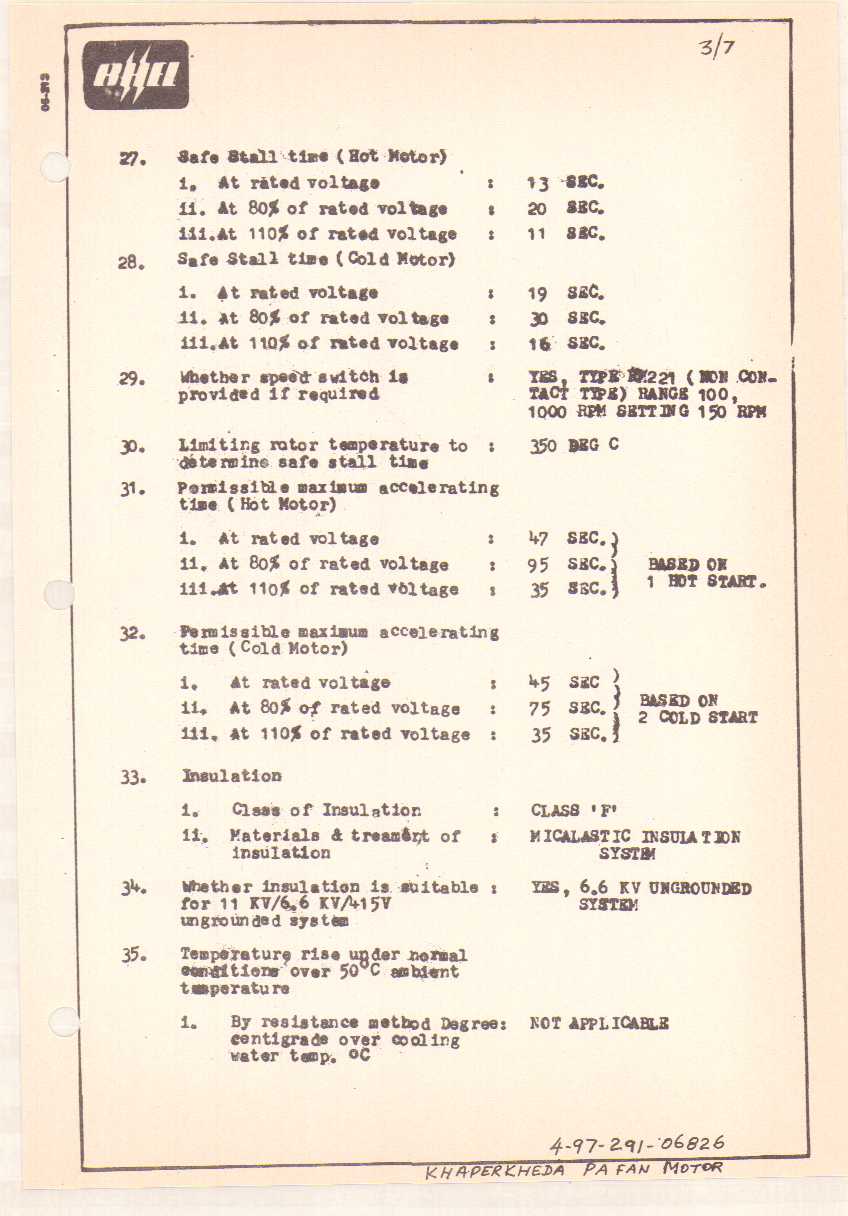 3/7
BHEL
27. Safe Stall time (Hot Motor)
i. At rated voltage : 13 SEC.
ii. At 80% of rated voltage : 20 SEC.
iii.At 110% of rated voltage : 11 SEC.
28. Safe Stall time (Cold Motor)
i. At rated voltage : 19 SEC.
ii. At 80% of rated voltage : 30 SEC.
iii.At 110% of rated voltage : 16 SEC.
29. Whether speed switch is : YES, TYPE 221 (NON CON-
provided if required TACT TYPE) RANGE 100,
1000 RPM SETTING 150 RPM
30. Limiting rotor temperature to : 350 DEG C
determine safe stall time
31. Permissible maximum accelerating
time (Hot Motor)
i. At rated voltage : 47 SEC.
ii. At 80% of rated voltage : 95 SEC. BASED ON
iii.At 110% of rated voltage : 35 SEC. 1 HOT START.
32. Permissible maximum accelerating
time (Cold Motor)
i. At rated voltage : 45 SEC
ii. At 80% of rated voltage : 75 SEC. BASED ON
2 COLD START
iii. At 110% of rated voltage : 35 SEC.
33. Insulation
i. Class of Insulation : CLASS 'F'
ii. Materials & treament of : MICALASTIC INSULATION
insulation SYSTEM
34. Whether insulation is suitable : YES, 6.6 KV UNGROUNDED
for 11 KV/6.6 KV/415V SYSTEM
ungrounded system
35. Temperature rise under normal
conditions over 50°C ambient
temperature
i. By resistance method Degree: NOT APPLICABLE
centigrade over cooling
water temp. °C
4-97-291-06826
KHAPERKHEDA PA FAN MOTOR